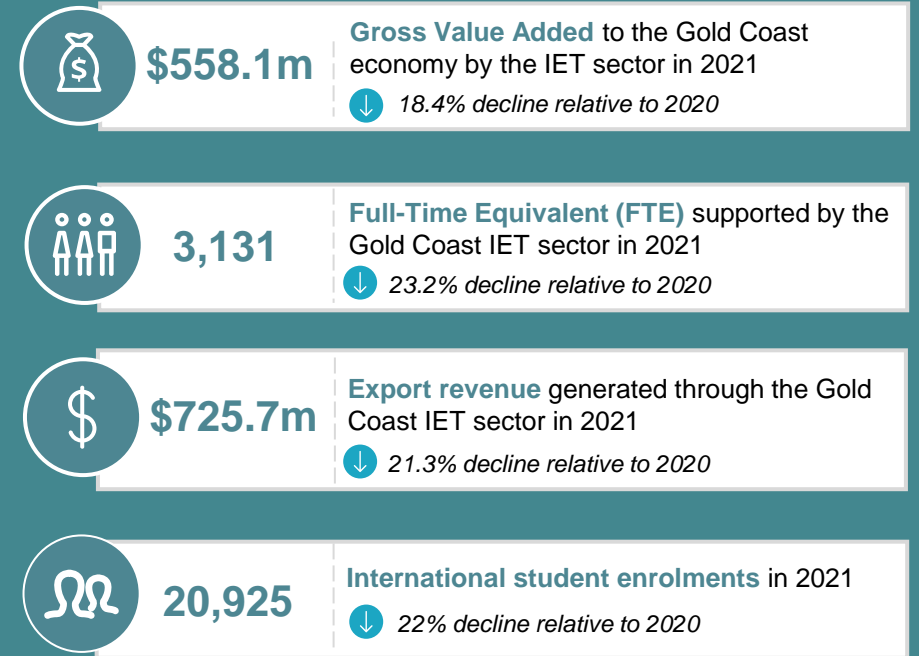 $558.1m
Gross Value Added to the Gold Coast
economy by the IET sector in 2021
18.4% decline relative to 2020
3,131
Full-Time Equivalent (FTE) supported by the
Gold Coast IET sector in 2021
23.2% decline relative to 2020
$725.7m
Export revenue generated through the Gold
Coast IET sector in 2021
21.3% decline relative to 2020
20,925
International student enrolments in 2021
22% decline relative to 2020